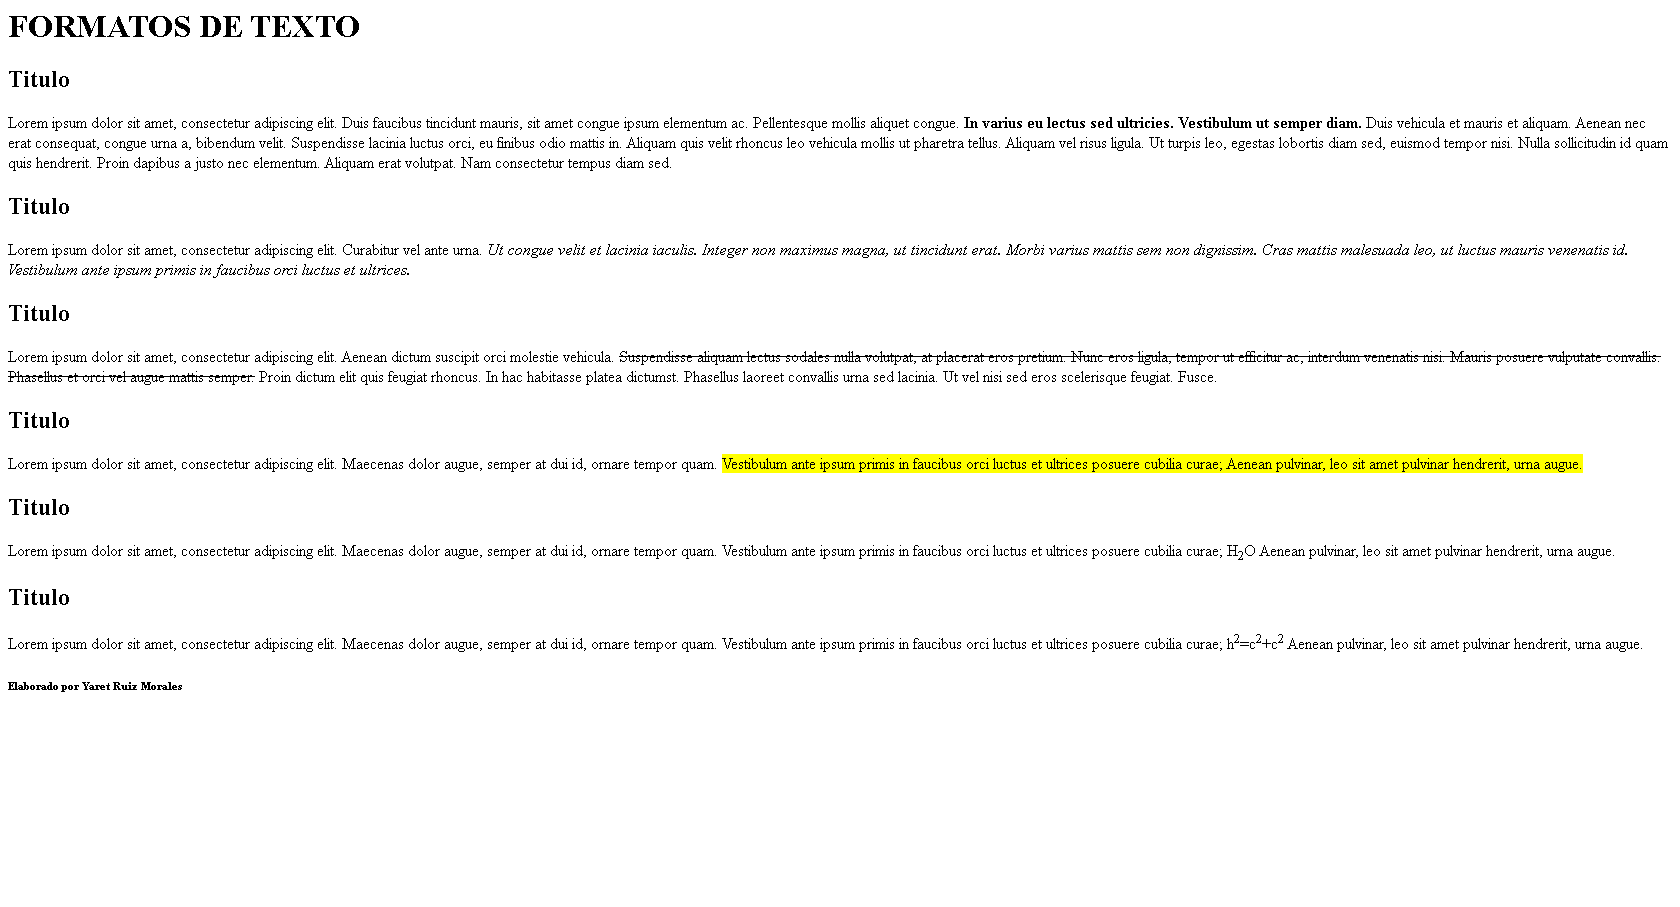 FORMATOS DE TEXTO
Titulo
Lorem ipsum dolor sit amet, consectetur adipiscing elit. Duis faucibus tincidunt mauris, sit amet congue ipsum elementum ac. Pellentesque mollis aliquet congue. In varius eu lectus sed ultricies. Vestibulum ut semper diam. Duis vehicula et mauris et aliquam. Aenean nec
erat consequat, congue urna a, bibendum velit. Suspendisse lacinia luctus orci, eu finibus odio mattis in. Aliquam quis velit rhoncus leo vehicula mollis ut pharetra tellus. Aliquam vel risus ligula. Ut turpis leo, egestas lobortis diam sed, euismod tempor nisi. Nulla sollicitudin id quam
quis hendrerit. Proin dapibus a justo nec elementum. Aliquam erat volutpat. Nam consectetur tempus diam sed.
Titulo
Lorem ipsum dolor sit amet, consectetur adipiscing elit. Curabitur vel ante urna. Ut congue velit et lacinia iaculis. Integer non maximus magna, ut tincidunt erat. Morbi varius mattis sem non dignissim. Cras mattis malesuada leo, ut luctus mauris venenatis id.
Vestibulum ante ipsum primis in faucibus orci luctus et ultrices.
Titulo
Lorem ipsum dolor sit amet, consectetur adipiscing elit. Aenean dictum suscipit orci molestie vehicula. Suspendisse aliquam lectus sodales nulla volutpat, at placerat eros pretium. Nunc eros ligula, tempor ut efficitur ac, interdum venenatis nisi. Mauris posuere vulputate convallis.
Phasellus et orci vel augue mattis semper. Proin dictum elit quis feugiat rhoncus. In hac habitasse platea dictumst. Phasellus laoreet convallis urna sed lacinia. Ut vel nisi sed eros scelerisque feugiat. Fusce.
Titulo
Lorem ipsum dolor sit amet, consectetur adipiscing elit. Maecenas dolor augue, semper at dui id, ornare tempor quam. Vestibulum ante ipsum primis in faucibus orci luctus et ultrices posuere cubilia curae; Aenean pulvinar, leo sit amet pulvinar hendrerit, urna augue.
Titulo
Lorem ipsum dolor sit amet, consectetur adipiscing elit. Maecenas dolor augue, semper at dui id, ornare tempor quam. Vestibulum ante ipsum primis in faucibus orci luctus et ultrices posuere cubilia curae; H₂O Aenean pulvinar, leo sit amet pulvinar hendrerit, urna augue.
Titulo
Lorem ipsum dolor sit amet, consectetur adipiscing elit. Maecenas dolor augue, semper at dui id, ornare tempor quam. Vestibulum ante ipsum primis in faucibus orci luctus et ultrices posuere cubilia curae; h²=c²+c² Aenean pulvinar, leo sit amet pulvinar hendrerit, urna augue.
Elaborado por Yaret Ruiz Morales